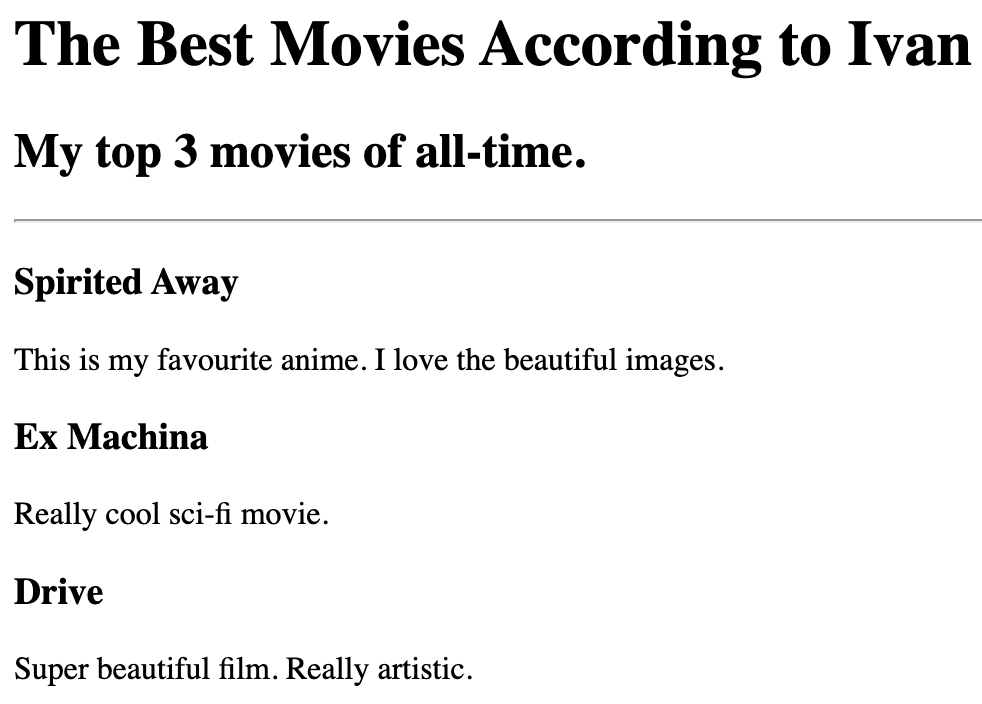 The Best Movies According to Ivan
My top 3 movies of all-time.
Spirited Away
This is my favourite anime. I love the beautiful images.
Ex Machina
Really cool sci-fi movie.
Drive
Super beautiful film. Really artistic.